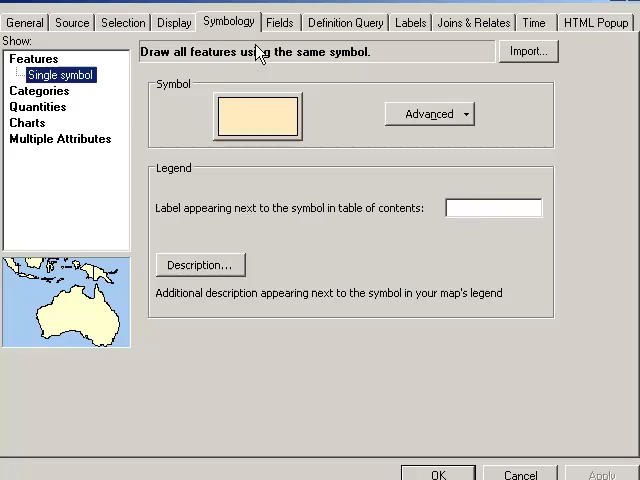 General Source Selection Display Symbology Fields Definition Query Labels Joins & Relates Time HTML Popup
Show:
Features
Single symbol
Categories
Quantities
Charts
Multiple Attributes
Draw all features using the same symbol.
Import...
Symbol
Advanced
Legend
Label appearing next to the symbol in table of contents:
Description...
Additional description appearing next to the symbol in your map's legend
OK Cancel Apply